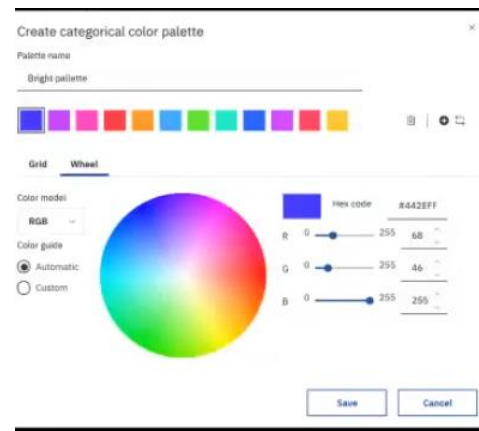 Create categorical color palette
Palette name
Bright pallette
Grid Wheel
Color model
RGB
Color guide
Automatic
Custom
Hex code #442EFF
R 0 255 68
G 0 255 46
B 0 255 255
Save Cancel